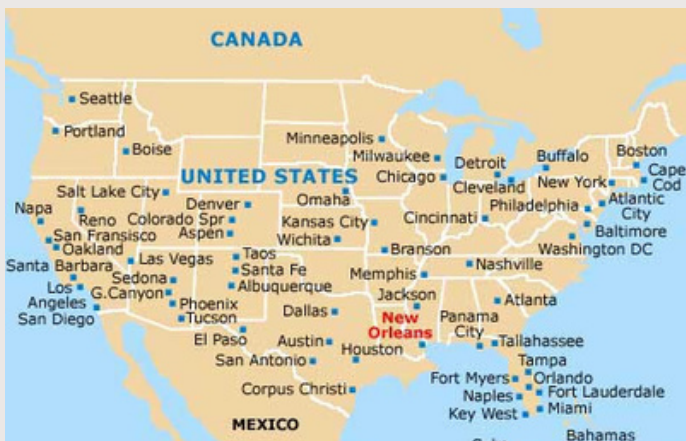 CANADA
Seattle
Portland
Boise
Minneapolis
Milwaukee
Detroit
Buffalo
Boston
Cape
Cod
UNITED STATES
Chicago
Cleveland
New York
Salt Lake City
Denver
Omaha
Philadelphia
Atlantic
City
Napa
Reno
Colorado Spr
Kansas City
Cincinnati
Baltimore
San Fransisco
Oakland
Aspen
Wichita
Washington DC
Las Vegas
Taos
Branson
Nashville
Santa Barbara
Sedona
Santa Fe
Memphis
Los
Angeles
G.Canyon
Albuquerque
Jackson
Atlanta
San Diego
Phoenix
Tucson
Dallas
New
Orleans
Panama
City
El Paso
Austin
Houston
Tallahassee
San Antonio
Tampa
Corpus Christi
Fort Myers
Orlando
Naples
Fort Lauderdale
Key West
Miami
MEXICO
Bahamas